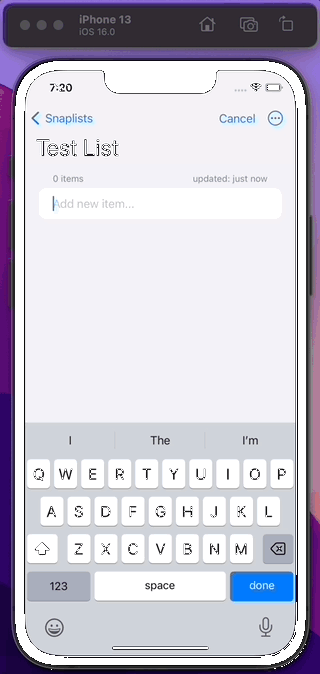 iPhone 13
iOS 16.0
7:20
Snaplists
Cancel
Test List
0 items
updated: just now
Add new item...
I
The
I'm
Q W E R T Y U I O P
A S D F G H J K L
Z X C V B N M
123
space
done